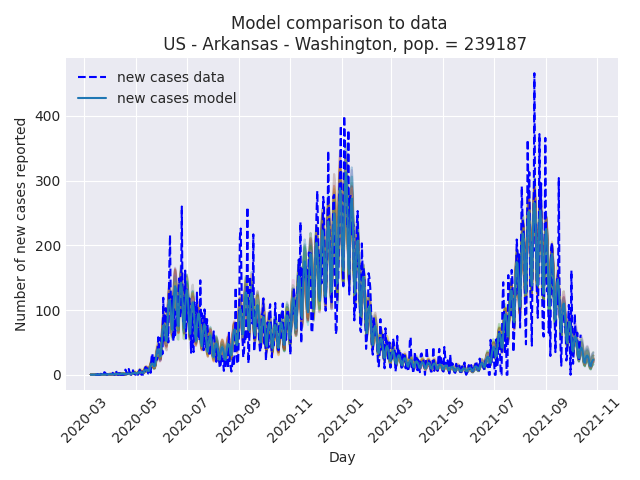 Model comparison to data
US - Arkansas - Washington, pop. = 239187
new cases data
new cases model
Number of new cases reported
400
300
200
100
0
2020-03
2020-05
2020-07
2020-09
2020-11
2021-01
2021-03
2021-05
2021-07
2021-09
2021-11
Day